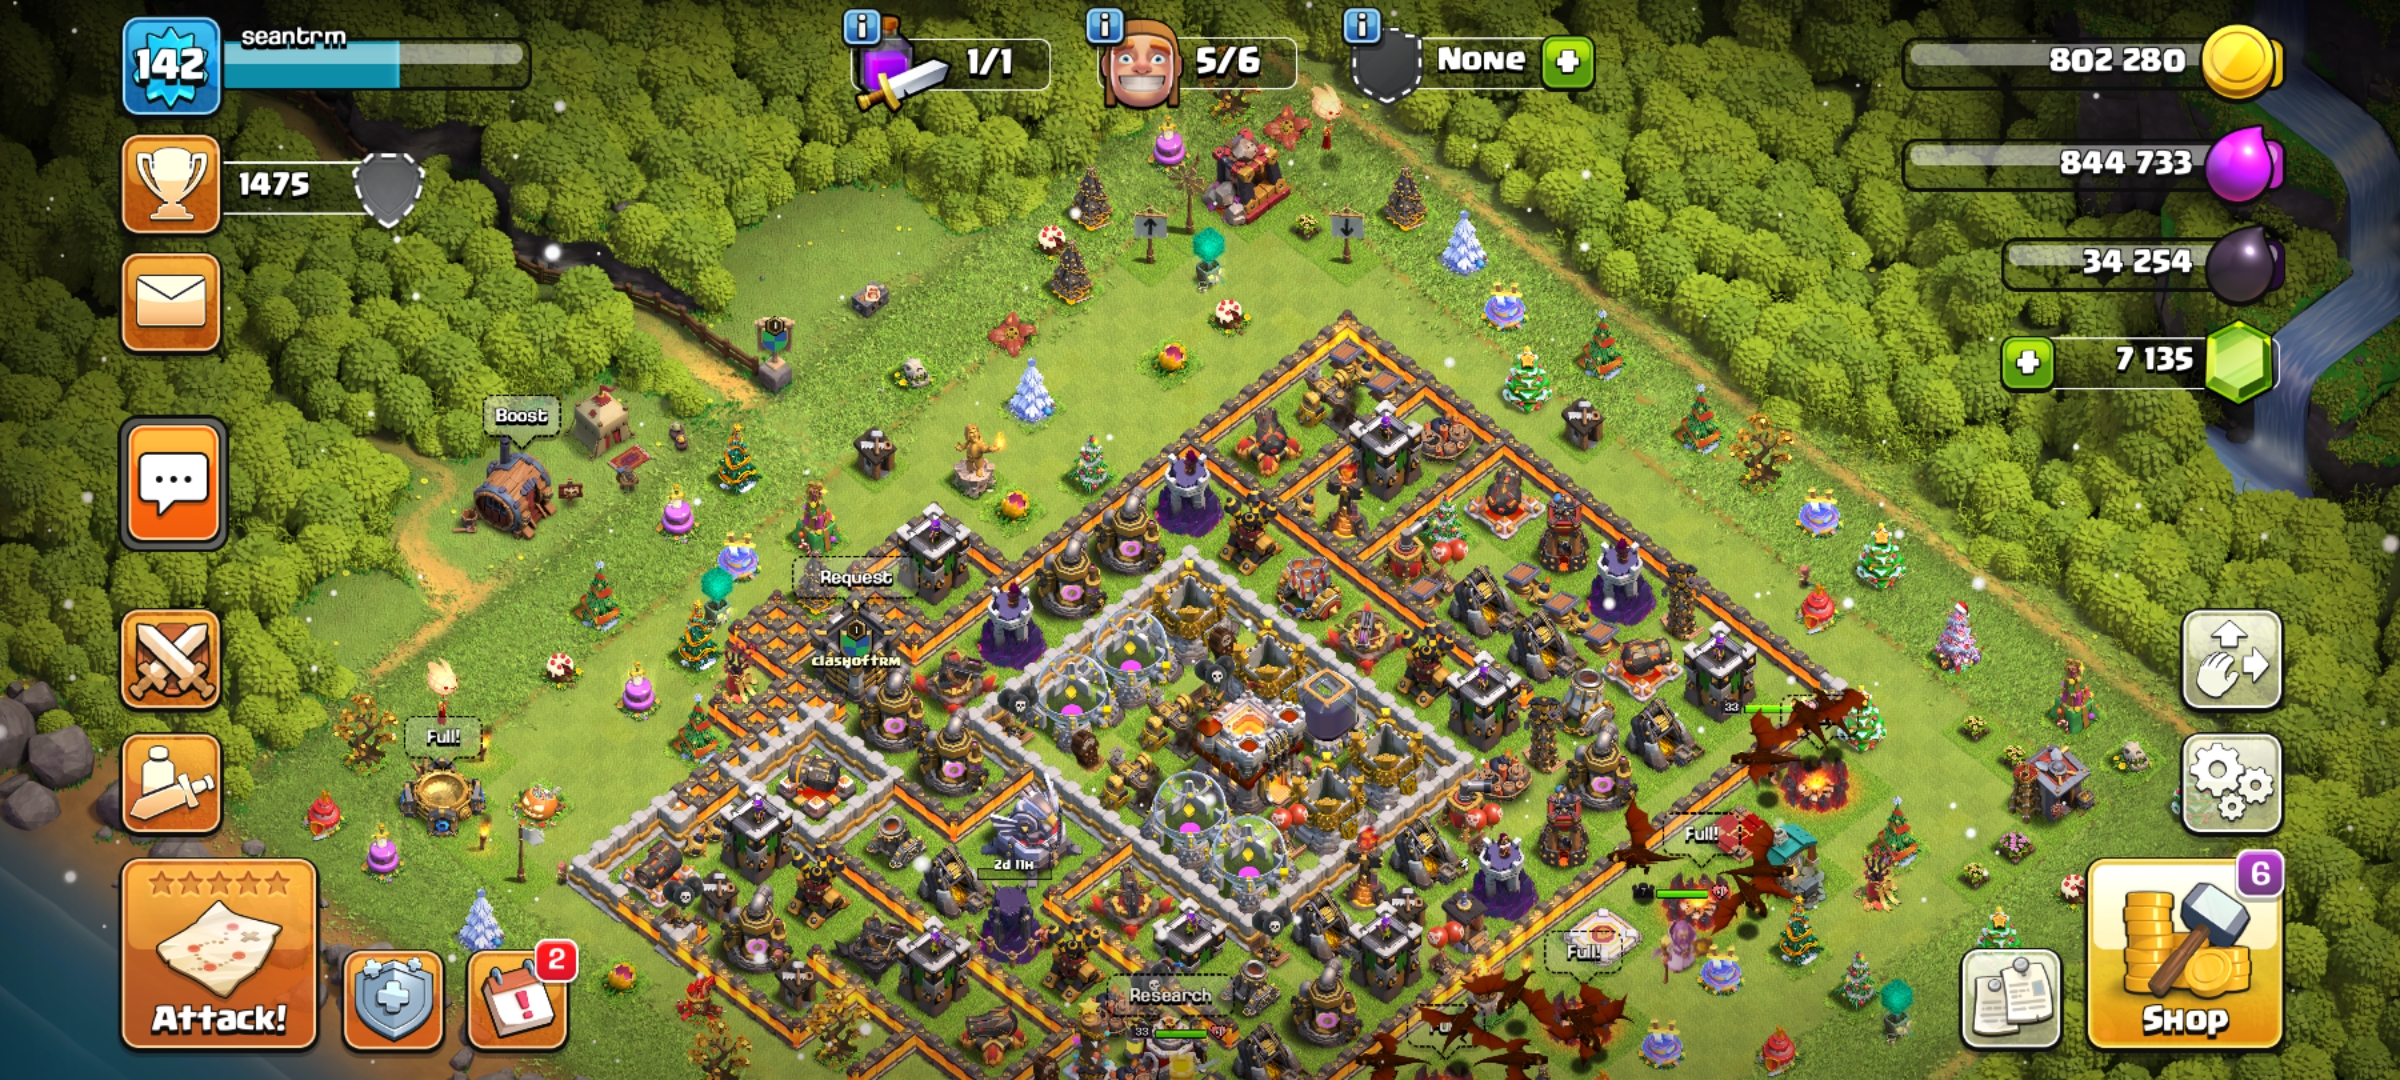 142
seantrm
1/1
5/6
None
802 280
1475
844 733
34 254
7 135
Boost
Request
clashoftrm
Full!
33
Full!
2d 11H
Full!
Research
33
Attack!
2
6
Shop